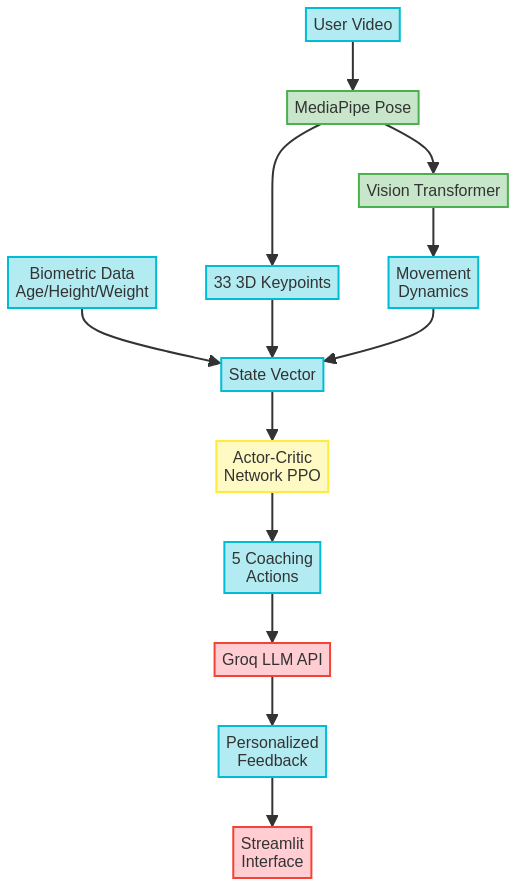 User Video
MediaPipe Pose
Vision Transformer
Biometric Data
Age/Height/Weight
33 3D Keypoints
Movement
Dynamics
State Vector
Actor-Critic
Network PPO
5 Coaching
Actions
Groq LLM API
Personalized
Feedback
Streamlit
Interface